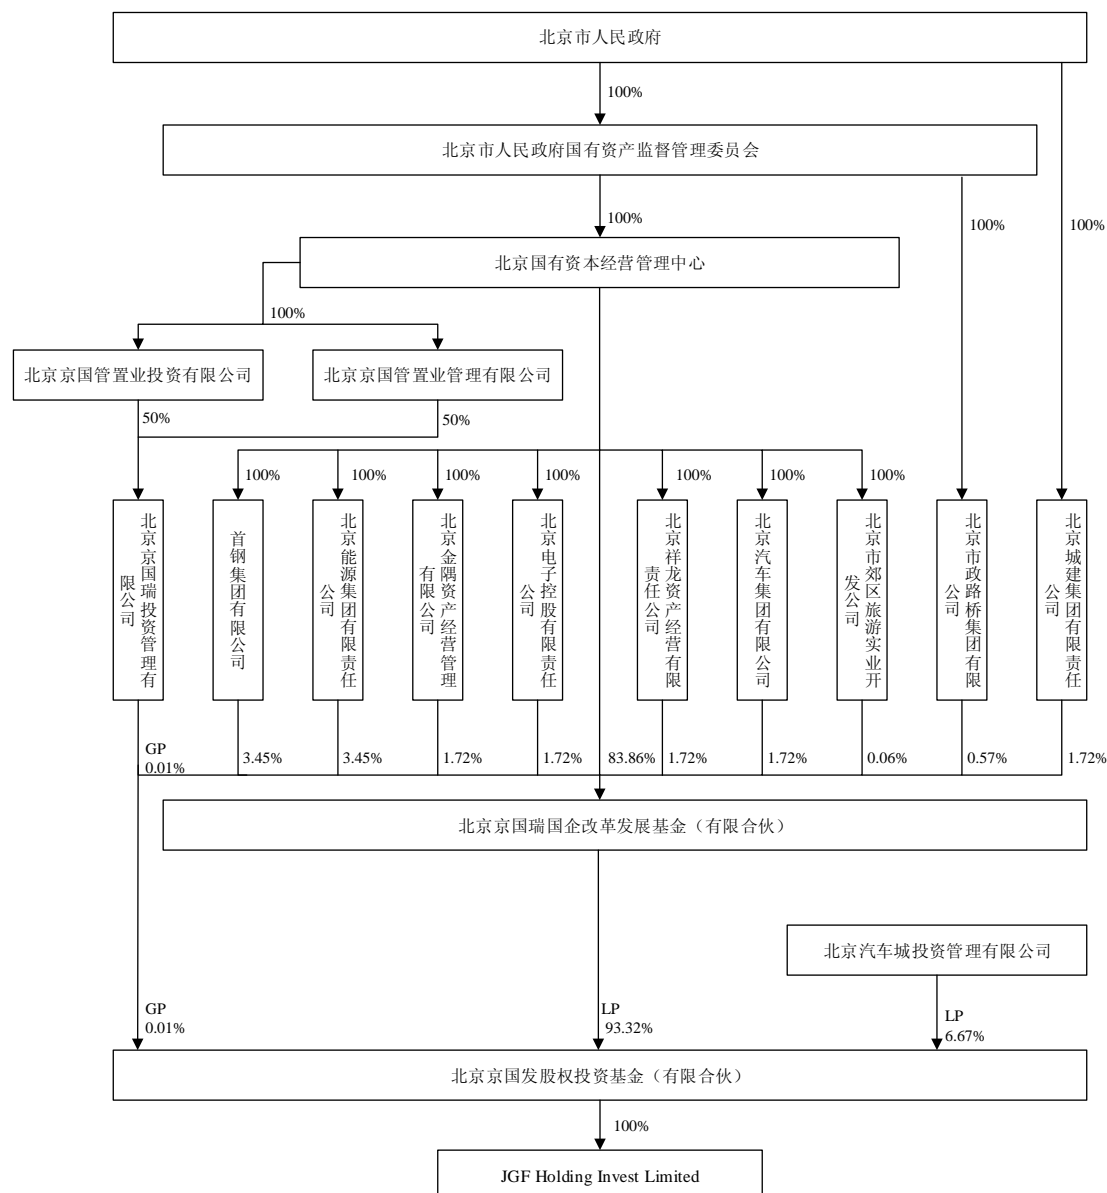 北京市人民政府
100%
北京市人民政府国有资产监督管理委员会
100%
100%
100%
北京国有资本经营管理中心
100%
北京京国管置业投资有限公司
北京京国管置业管理有限公司
50%
50%
100%
100%
100%
100%
100%
100%
100%
北京京国瑞投资管理有
限公司
首钢集团有限公司
北京能源集团有限责任
公司
北京金隅资产经营管理
有限公司
北京电子控股有限责任
公司
北京祥龙资产经营有限
责任公司
北京汽车集团有限公司
北京市郊区旅游实业开
发公司
北京市政路桥集团有限
公司
北京城建集团有限责任
公司
GP
0.01%
3.45%
3.45%
1.72%
1.72%
83.86%
1.72%
1.72%
0.06%
0.57%
1.72%
北京京国瑞国企改革发展基金（有限合伙）
北京汽车城投资管理有限公司
GP
0.01%
LP
93.32%
LP
6.67%
北京京国发股权投资基金（有限合伙）
100%
JGF Holding Invest Limited